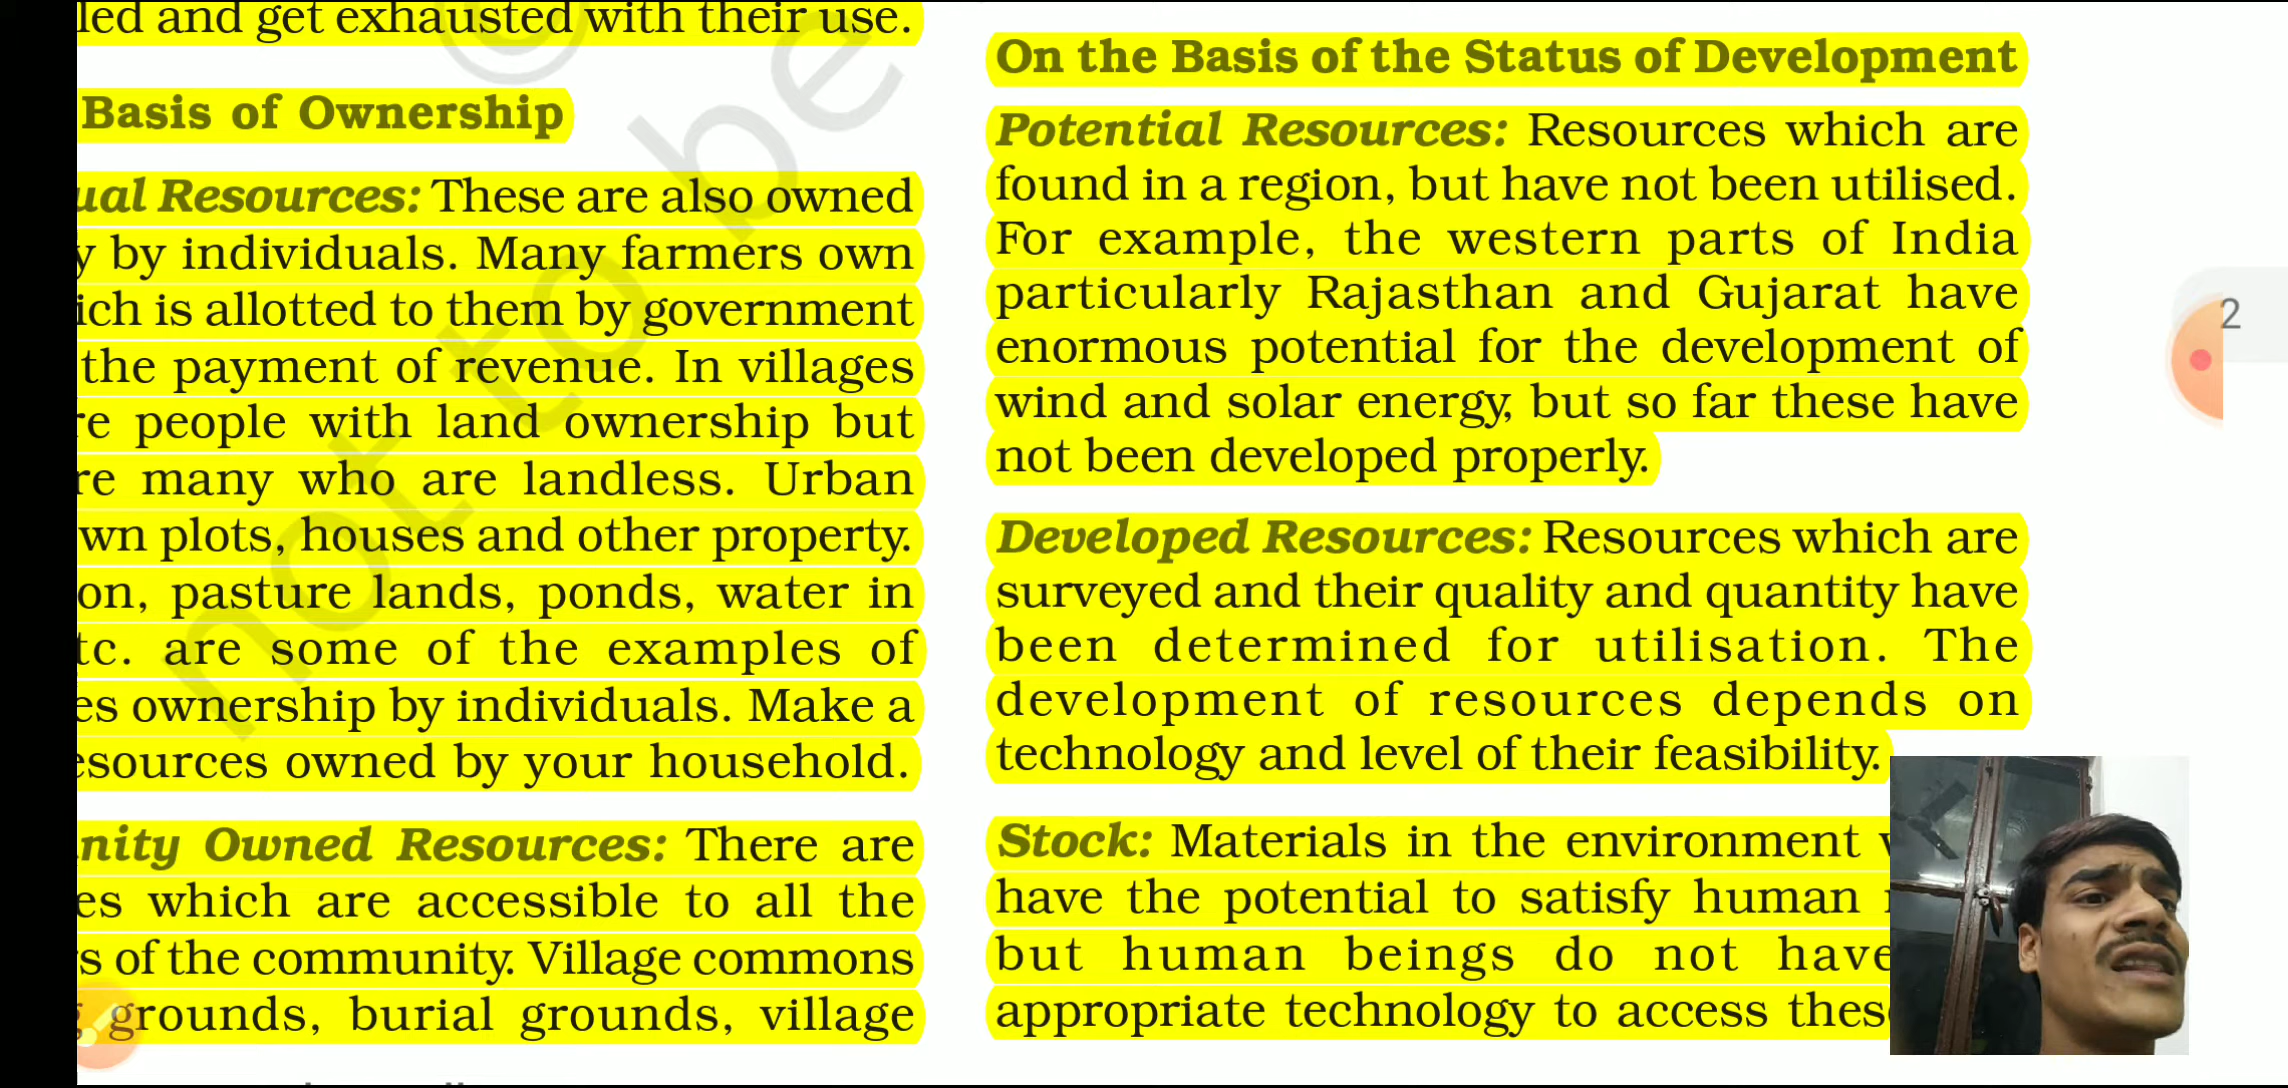 led and get exhausted with their use.
Basis of Ownership
ual Resources: These are also owned
y by individuals. Many farmers own
ich is allotted to them by government
the payment of revenue. In villages
re people with land ownership but
re many who are landless. Urban
wn plots, houses and other property.
on, pasture lands, ponds, water in
tc. are some of the examples of
es ownership by individuals. Make a
esources owned by your household.
nity Owned Resources: There are
es which are accessible to all the
s of the community. Village commons
grounds, burial grounds, village
not to be
On the Basis of the Status of Development
Potential Resources: Resources which are
found in a region, but have not been utilised.
For example, the western parts of India
particularly Rajasthan and Gujarat have
enormous potential for the development of
wind and solar energy, but so far these have
not been developed properly.
Developed Resources: Resources which are
surveyed and their quality and quantity have
been determined for utilisation. The
development of resources depends on
technology and level of their feasibility.
Stock: Materials in the environment
have the potential to satisfy human
but human beings do not have
appropriate technology to access thes
2